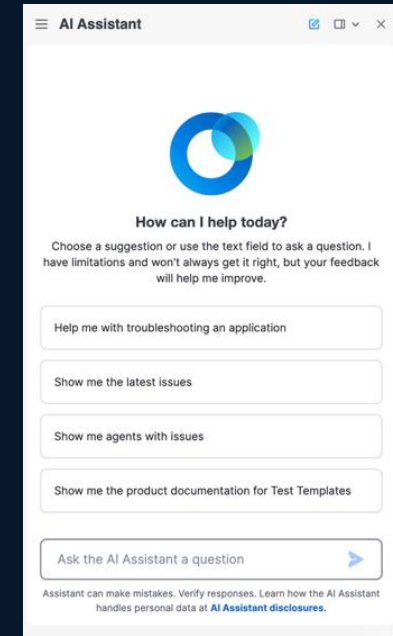 AI Assistant
How can I help today?
Choose a suggestion or use the text field to ask a question. I
have limitations and won't always get it right, but your feedback
will help me improve.
Help me with troubleshooting an application
Show me the latest issues
Show me agents with issues
Show me the product documentation for Test Templates
Ask the AI Assistant a question
Assistant can make mistakes. Verify responses. Learn how the AI Assistant
handles personal data at AI Assistant disclosures.